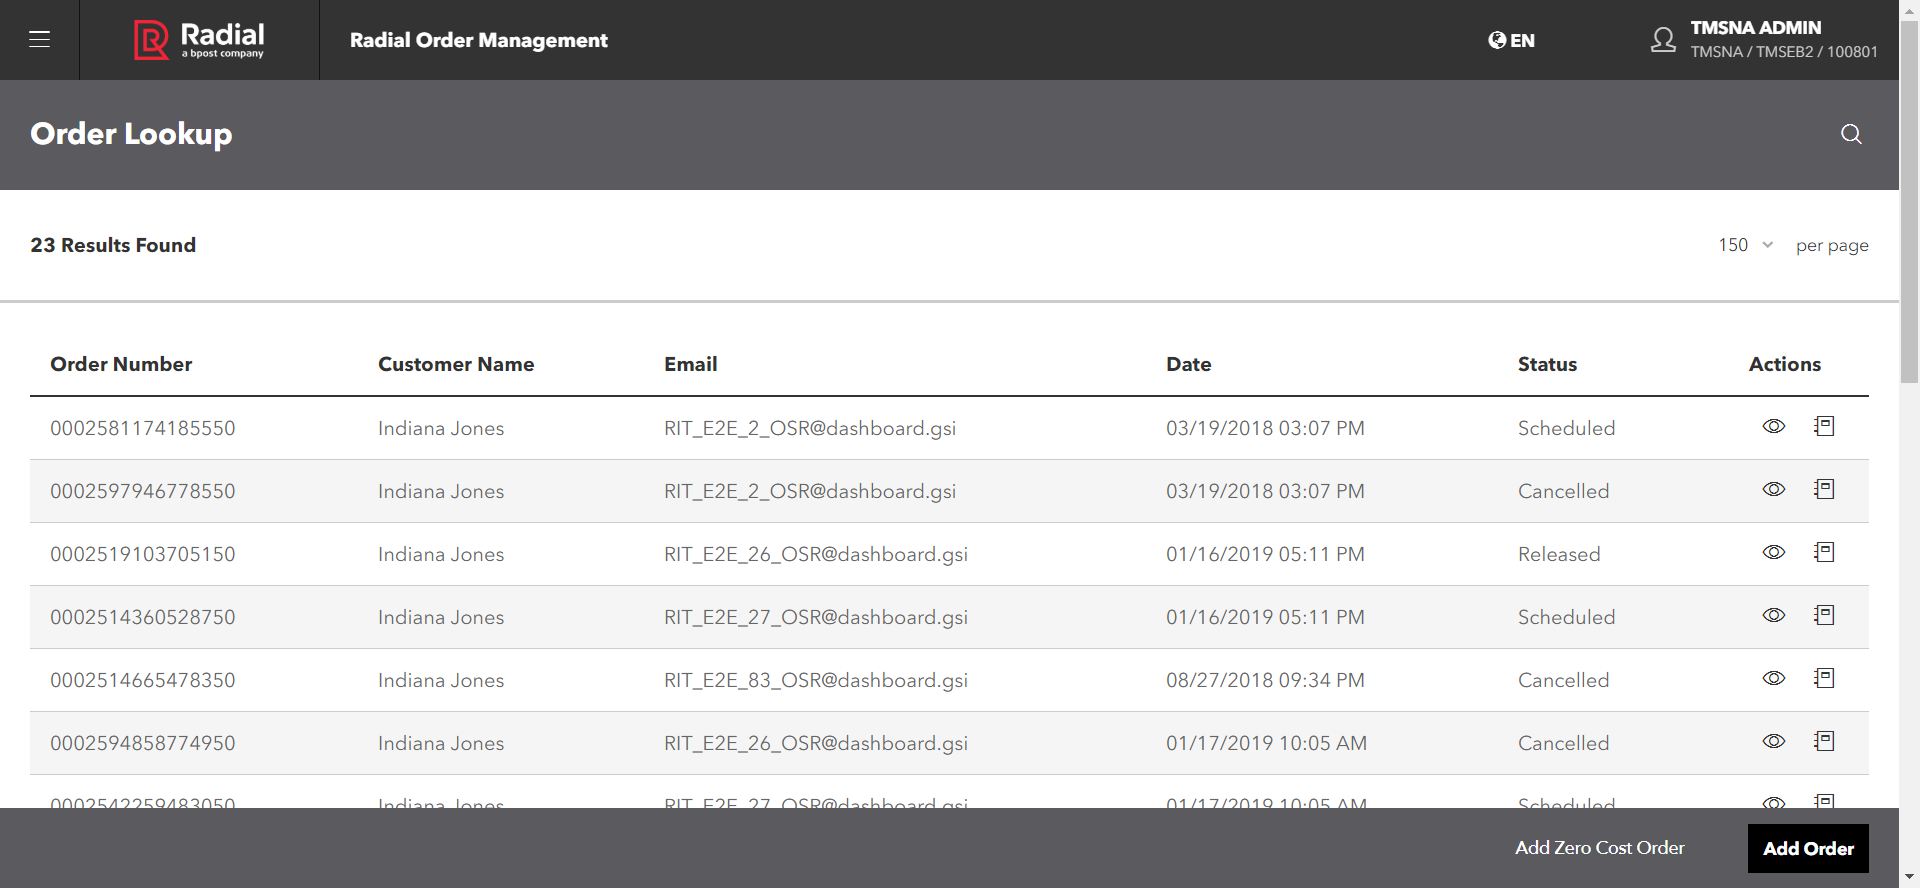 Radial
a bpost company
Radial Order Management
EN
TMSNA ADMIN
TMSNA / TMSEB2 / 100801
Order Lookup
23 Results Found
150 per page
Order Number Customer Name Email Date Status Actions
0002581174185550 Indiana Jones RIT_E2E_2_OSR@dashboard.gsi 03/19/2018 03:07 PM Scheduled
0002597946778550 Indiana Jones RIT_E2E_2_OSR@dashboard.gsi 03/19/2018 03:07 PM Cancelled
0002519103705150 Indiana Jones RIT_E2E_26_OSR@dashboard.gsi 01/16/2019 05:11 PM Released
0002514360528750 Indiana Jones RIT_E2E_27_OSR@dashboard.gsi 01/16/2019 05:11 PM Scheduled
0002514665478350 Indiana Jones RIT_E2E_83_OSR@dashboard.gsi 08/27/2018 09:34 PM Cancelled
0002594858774950 Indiana Jones RIT_E2E_26_OSR@dashboard.gsi 01/17/2019 10:05 AM Cancelled
0002542259483050 Indiana Jones RIT_E2E_27_OSR@dashboard.gsi 01/17/2019 10:05 AM Scheduled
Add Zero Cost Order Add Order